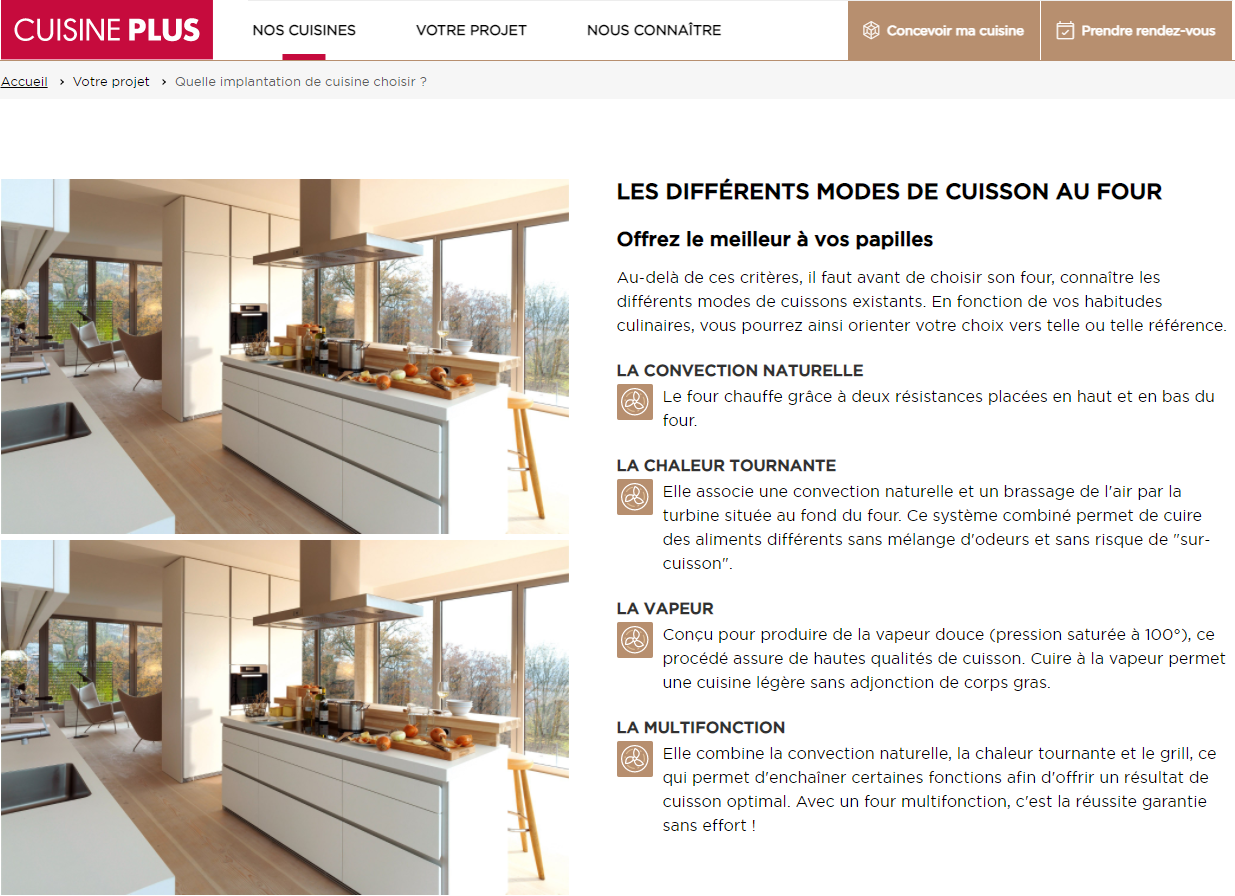 CUISINE PLUS
NOS CUISINES
VOTRE PROJET
NOUS CONNAÎTRE
Concevoir ma cuisine
Prendre rendez-vous
Accueil › Votre projet › Quelle implantation de cuisine choisir ?
LES DIFFÉRENTS MODES DE CUISSON AU FOUR
Offrez le meilleur à vos papilles
Au-delà de ces critères, il faut avant de choisir son four, connaître les
différents modes de cuissons existants. En fonction de vos habitudes
culinaires, vous pourrez ainsi orienter votre choix vers telle ou telle référence.
LA CONVECTION NATURELLE
Le four chauffe grâce à deux résistances placées en haut et en bas du
four.
LA CHALEUR TOURNANTE
Elle associe une convection naturelle et un brassage de l'air par la
turbine située au fond du four. Ce système combiné permet de cuire
des aliments différents sans mélange d'odeurs et sans risque de "sur-
cuisson".
LA VAPEUR
Conçu pour produire de la vapeur douce (pression saturée à 100°), ce
procédé assure de hautes qualités de cuisson. Cuire à la vapeur permet
une cuisine légère sans adjonction de corps gras.
LA MULTIFONCTION
Elle combine la convection naturelle, la chaleur tournante et le grill, ce
qui permet d'enchaîner certaines fonctions afin d'offrir un résultat de
cuisson optimal. Avec un four multifonction, c'est la réussite garantie
sans effort !